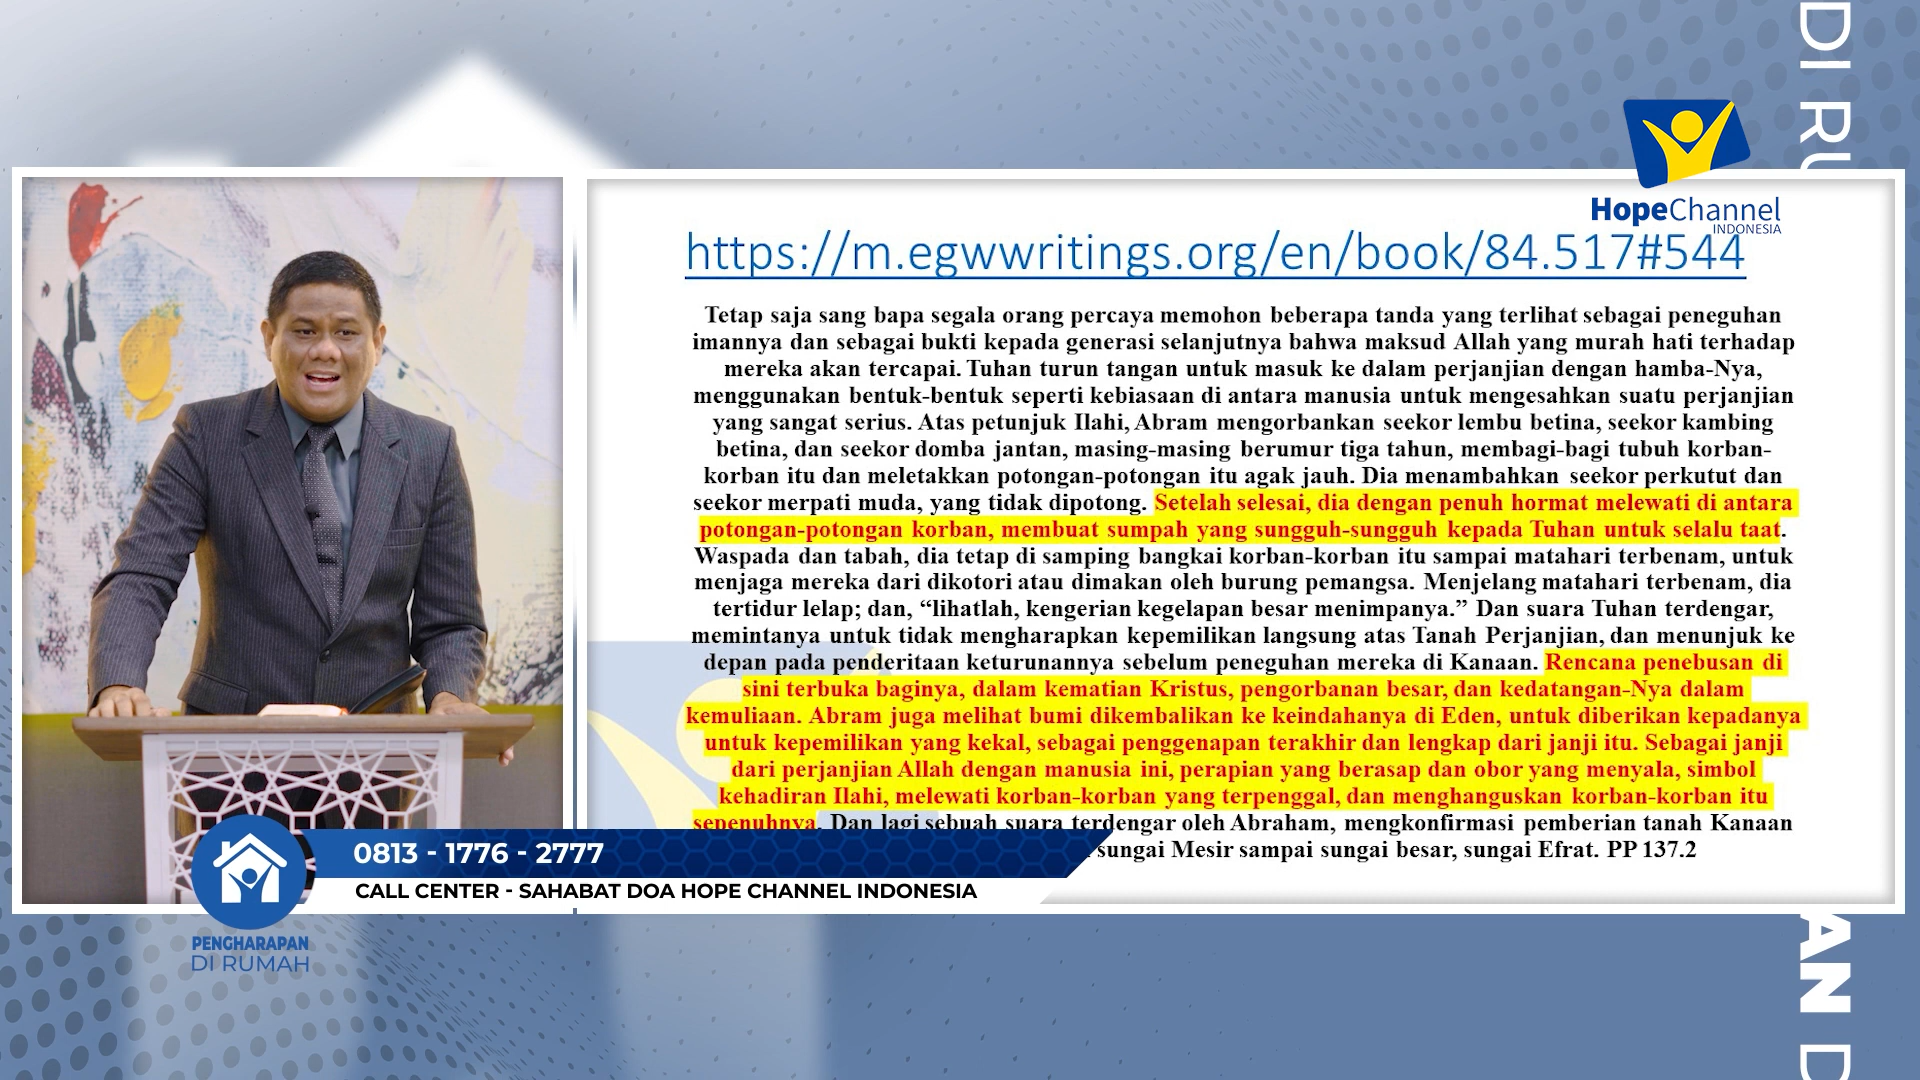 DI RU
HopeChannel
INDONESIA
https://m.egwwritings.org/en/book/84.517#544
Tetap saja sang bapa segala orang percaya memohon beberapa tanda yang terlihat sebagai peneguhan
imannya dan sebagai bukti kepada generasi selanjutnya bahwa maksud Allah yang murah hati terhadap
mereka akan tercapai. Tuhan turun tangan untuk masuk ke dalam perjanjian dengan hamba-Nya,
menggunakan bentuk-bentuk seperti kebiasaan di antara manusia untuk mengesahkan suatu perjanjian
yang sangat serius. Atas petunjuk Ilahi, Abram mengorbankan seekor lembu betina, seekor kambing
betina, dan seekor domba jantan, masing-masing berumur tiga tahun, membagi-bagi tubuh korban-
korban itu dan meletakkan potongan-potongan itu agak jauh. Dia menambahkan seekor perkutut dan
seekor merpati muda, yang tidak dipotong. Setelah selesai, dia dengan penuh hormat melewati di antara
potongan-potongan korban, membuat sumpah yang sungguh-sungguh kepada Tuhan untuk selalu taat.
Waspada dan tabah, dia tetap di samping bangkai korban-korban itu sampai matahari terbenam, untuk
menjaga mereka dari dikotori atau dimakan oleh burung pemangsa. Menjelang matahari terbenam, dia
tertidur lelap; dan, “lihatlah, kengerian kegelapan besar menimpanya.” Dan suara Tuhan terdengar,
memintanya untuk tidak mengharapkan kepemilikan langsung atas Tanah Perjanjian, dan menunjuk ke
depan pada penderitaan keturunannya sebelum peneguhan mereka di Kanaan. Rencana penebusan di
sini terbuka baginya, dalam kematian Kristus, pengorbanan besar, dan kedatangan-Nya dalam
kemuliaan. Abram juga melihat bumi dikembalikan ke keindahanya di Eden, untuk diberikan kepadanya
untuk kepemilikan yang kekal, sebagai penggenapan terakhir dan lengkap dari janji itu. Sebagai janji
dari perjanjian Allah dengan manusia ini, perapian yang berasap dan obor yang menyala, simbol
kehadiran Ilahi, melewati korban-korban yang terpenggal, dan menghanguskan korban-korban itu
sepenuhnya. Dan lagi sebuah suara terdengar oleh Abraham, mengkonfirmasi pemberian tanah Kanaan
sungai Mesir sampai sungai besar, sungai Efrat. PP 137.2
0813 - 1776 - 2777
CALL CENTER - SAHABAT DOA HOPE CHANNEL INDONESIA
PENGHARAPAN
DI RUMAH
AN D